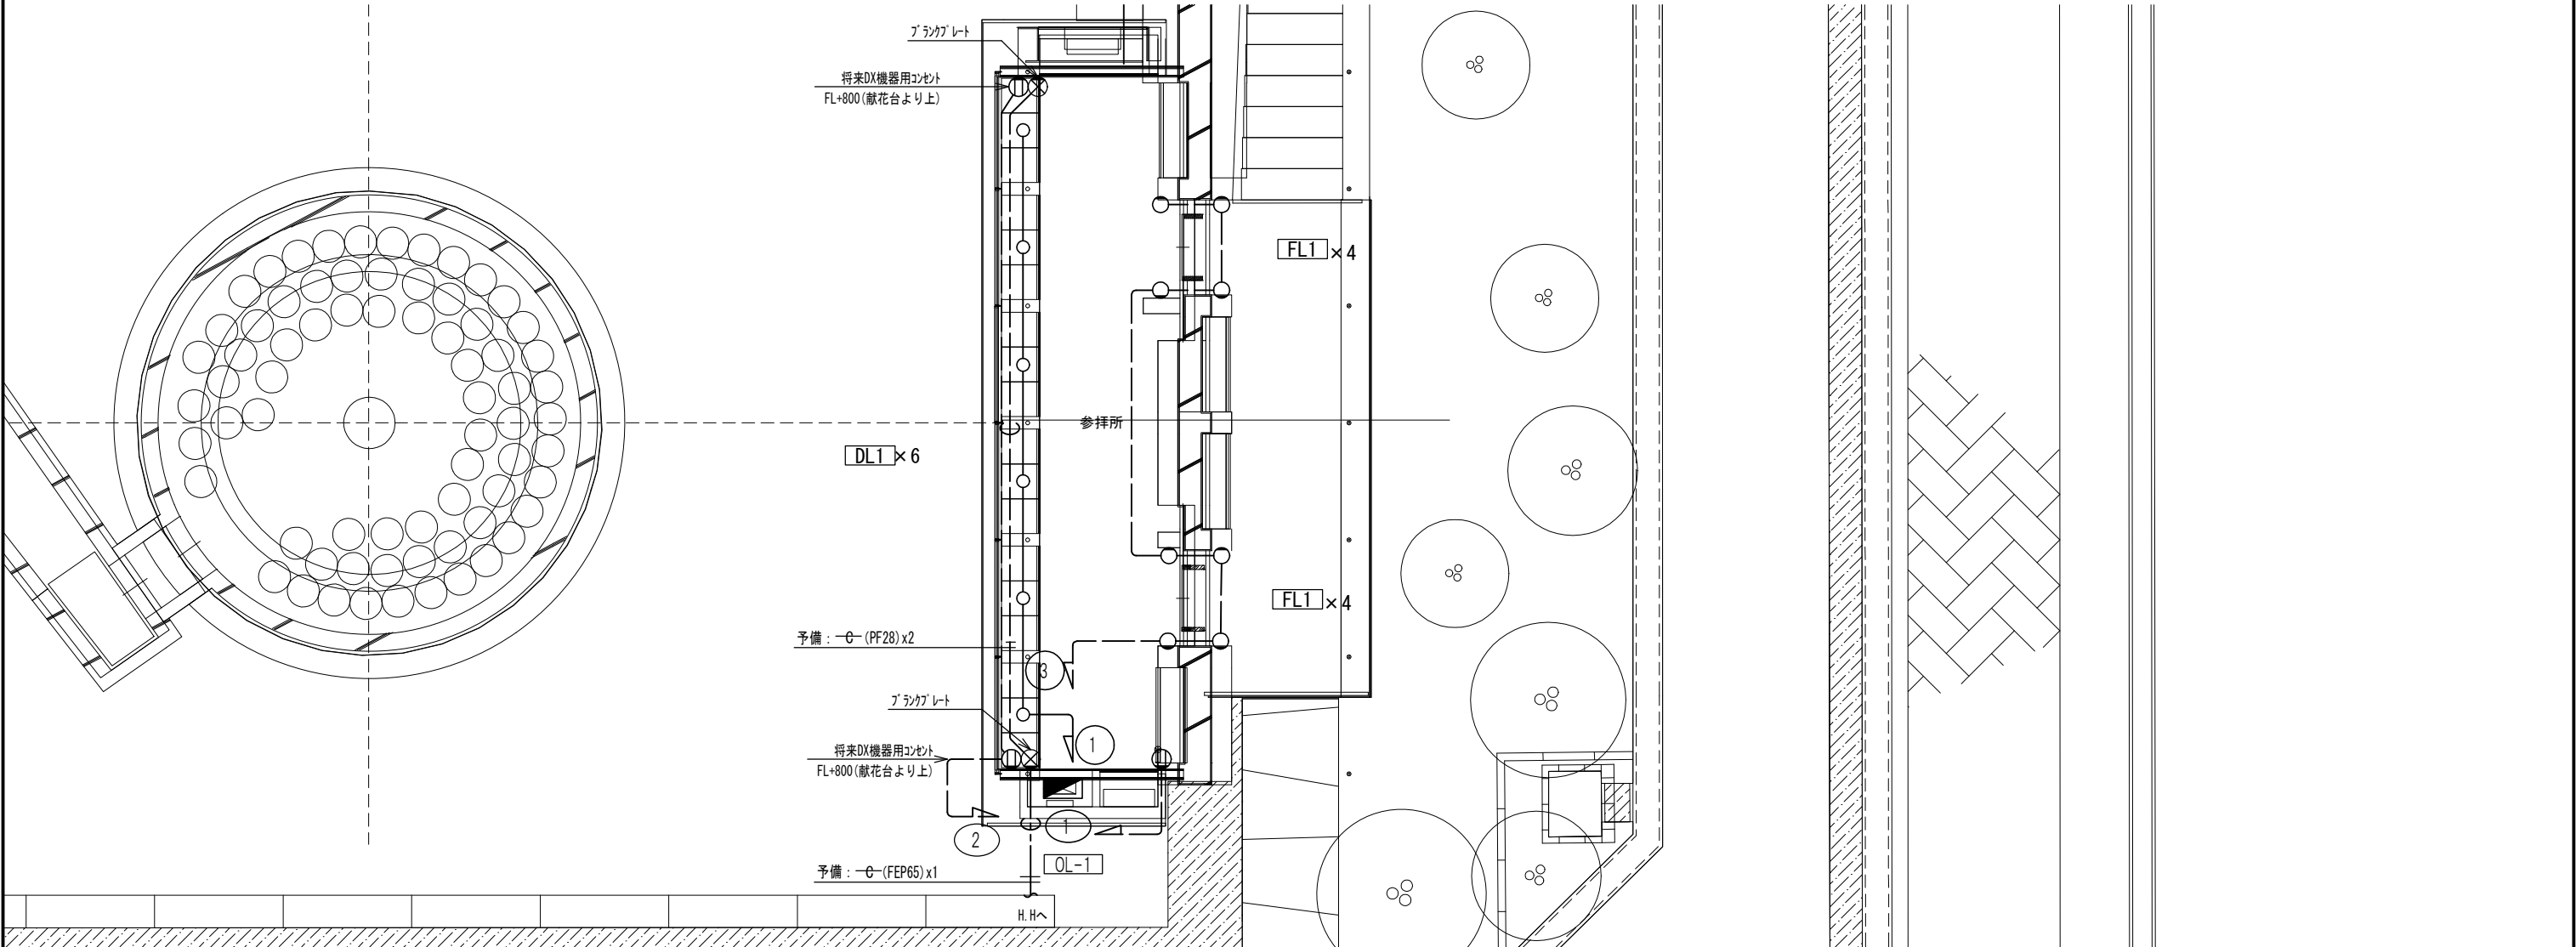 ブランクプレート
将来DX機器用コンセント
FL+800(献花台より上)
FL1 ×4
参拝所
DL1 ×6
FL1 ×4
予備：C (PF28)x2
③
ブランクプレート
①
将来DX機器用コンセント
FL+800(献花台より上)
②
①
OL-1
予備：C (FEP65)x1
H.Hへ